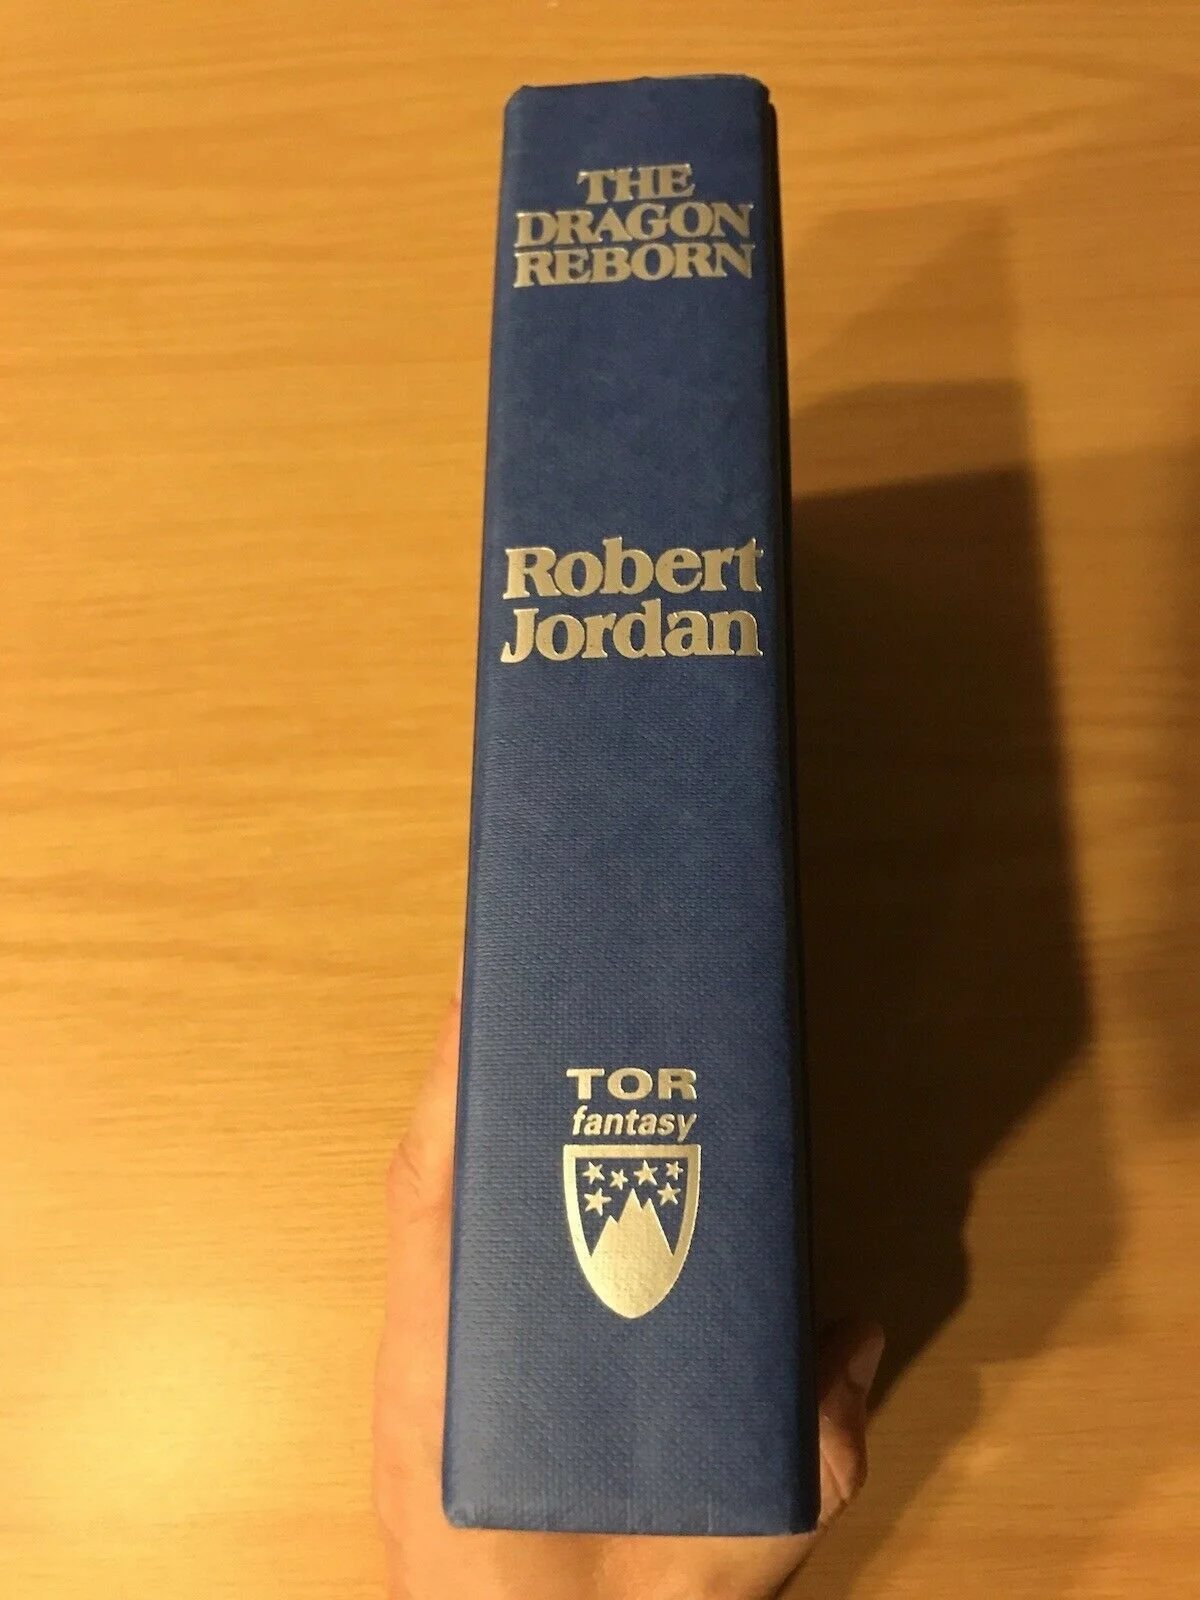 THE
DRAGON
REBORN
Robert
Jordan
TOR
fantasy